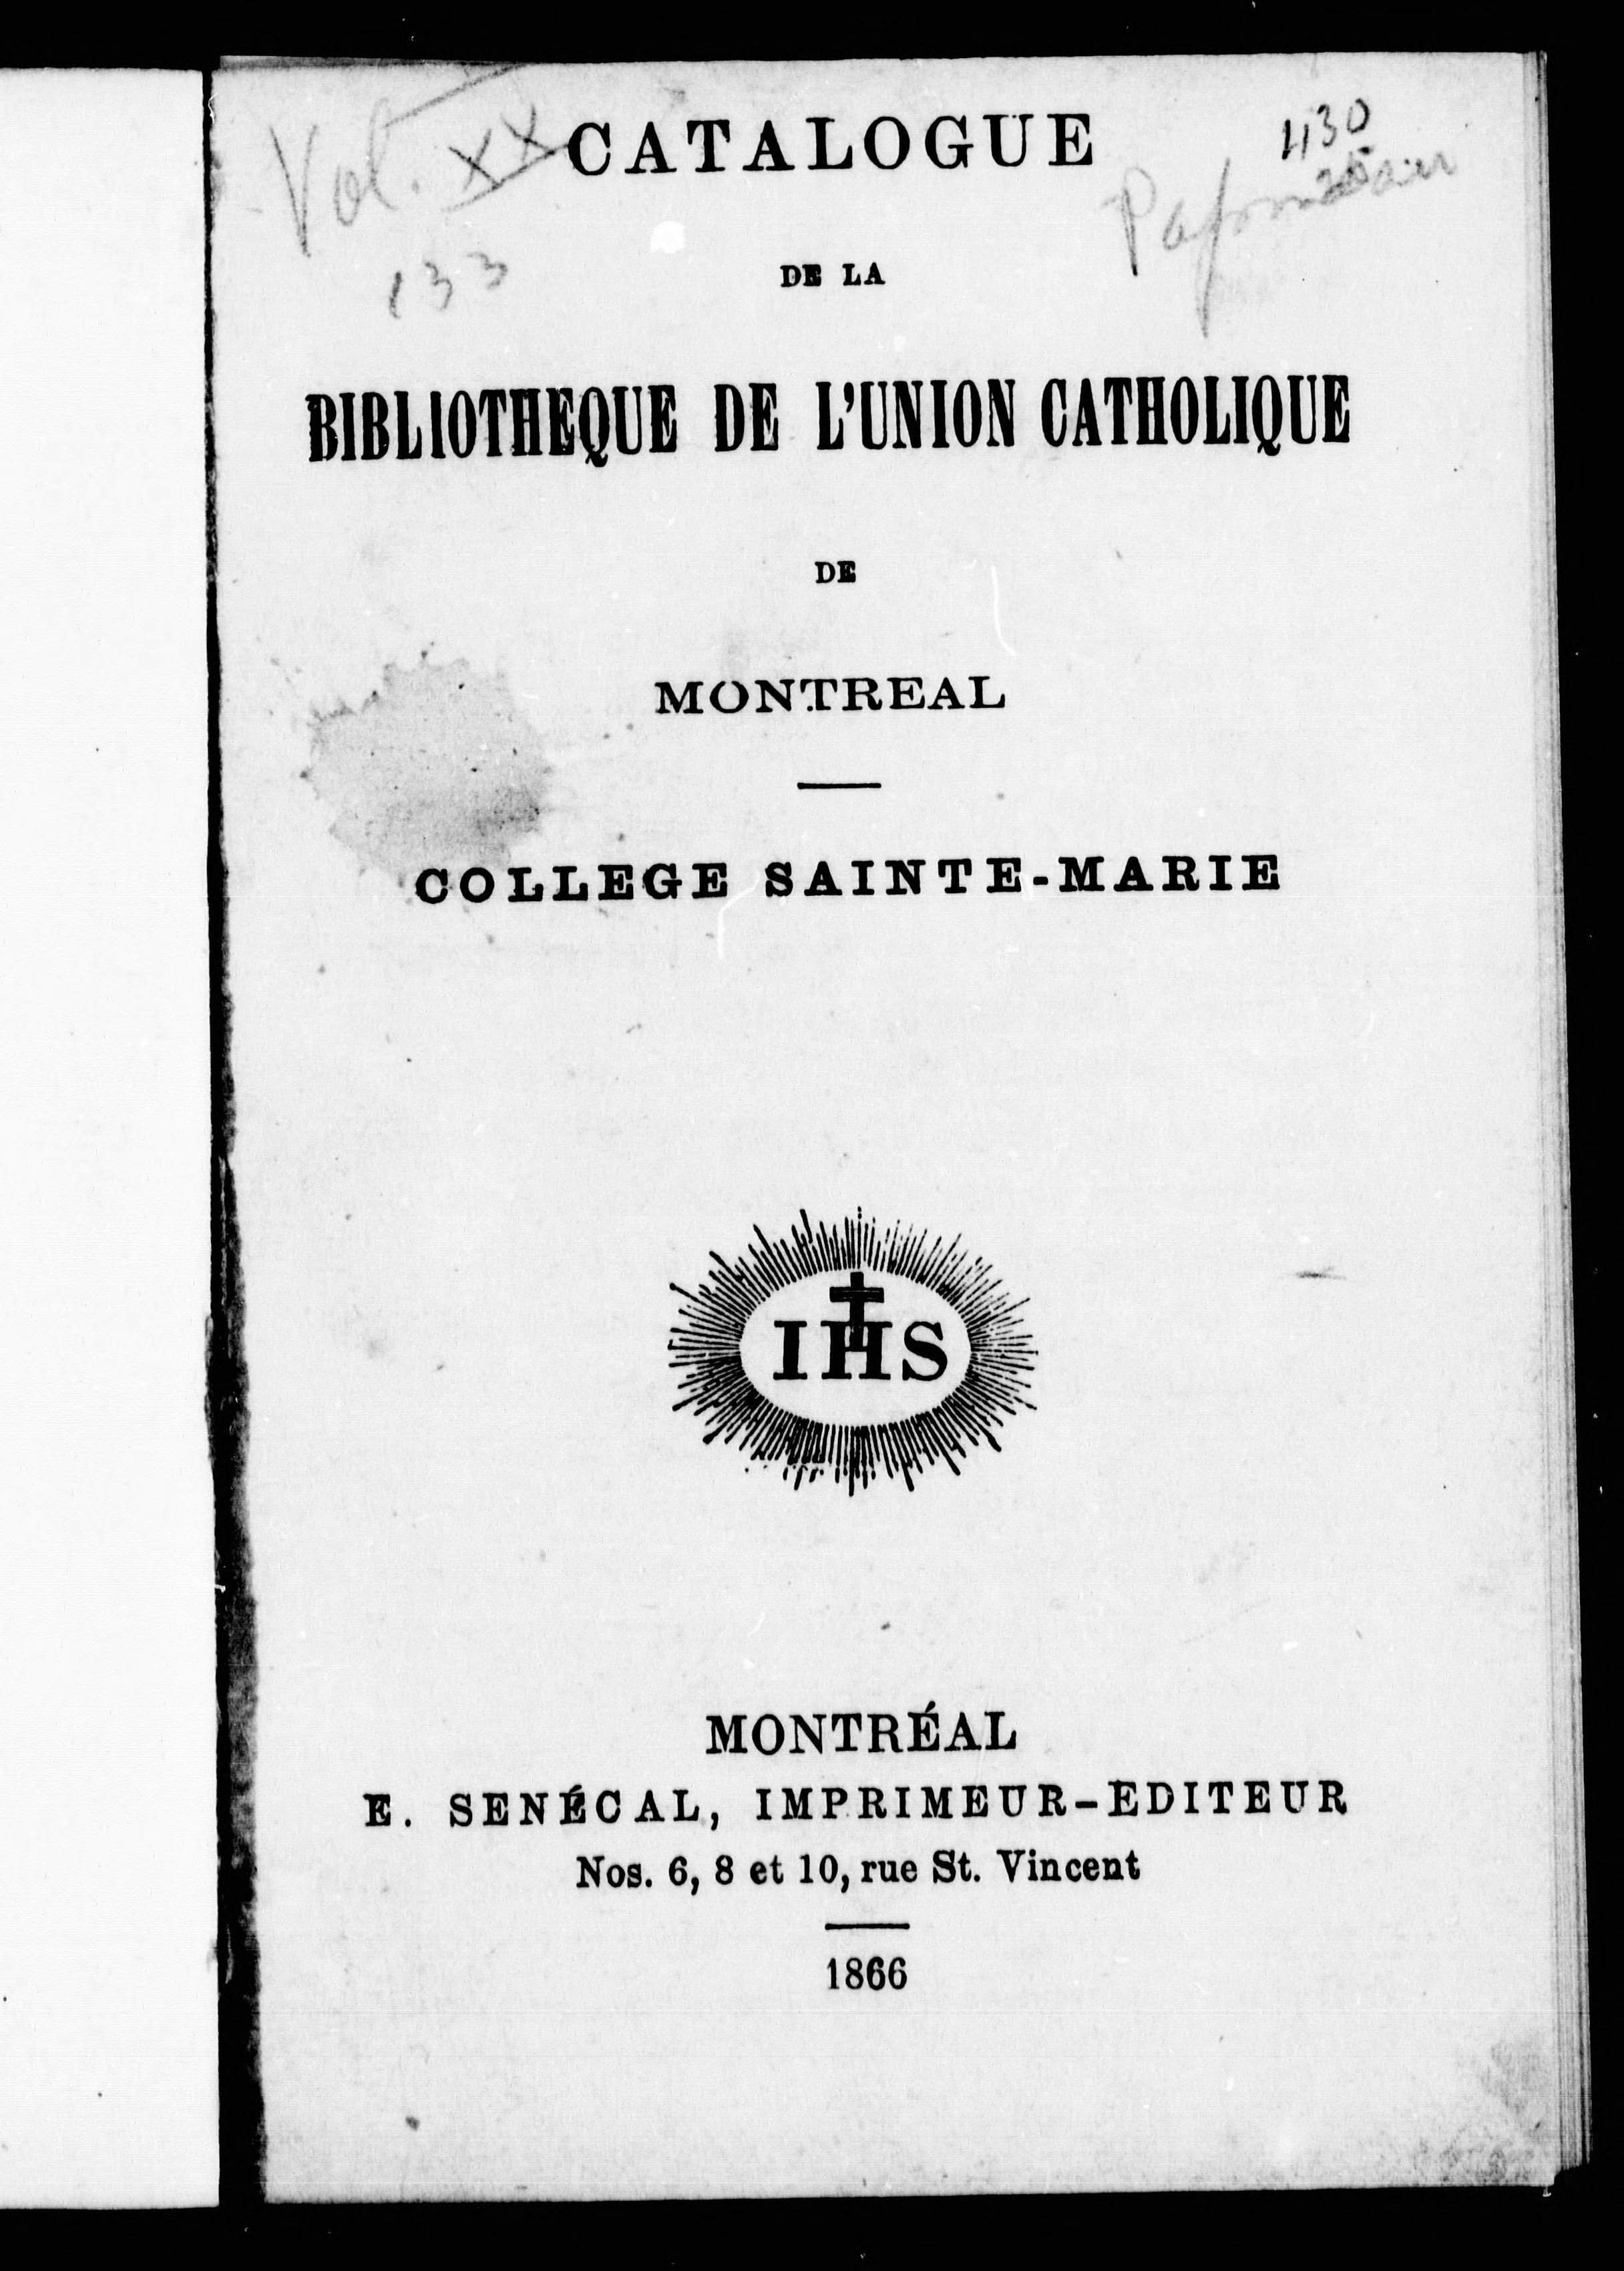 Vol. XX
133
430
CATALOGUE
DE LA
BIBLIOTHEQUE DE L'UNION CATHOLIQUE
DE
MONTREAL
COLLEGE SAINTE-MARIE
IHS
MONTRÉAL
E. SENÉCAL, IMPRIMEUR-EDITEUR
Nos. 6, 8 et 10, rue St. Vincent
1866